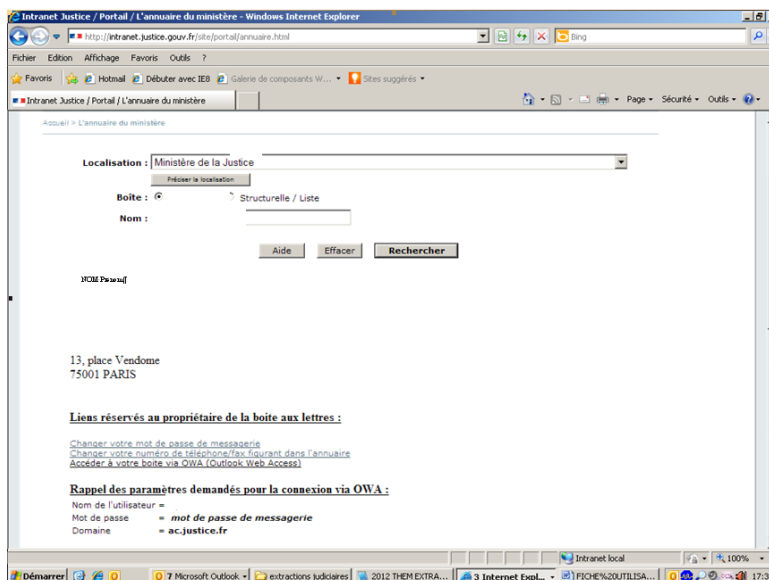 Intranet Justice / Portail / L'annuaire du ministère - Windows Internet Explorer
http://intranet.justice.gouv.fr/site/portail/annuaire.html
Bing
Fichier Edition Affichage Favoris Outils ?
Favoris Hotmail Débuter avec IE8 Galerie de composants W... Sites suggérés
Intranet Justice / Portail / L'annuaire du ministère
Page Sécurité Outils
Accueil > L'annuaire du ministère
Localisation : Ministère de la Justice
Préciser la localisation
Boîte : Structurelle / Liste
Nom :
Aide Effacer Rechercher
NOM
13, place Vendome
75001 PARIS
Liens réservés au propriétaire de la boite aux lettres :
Changer votre mot de passe de messagerie
Changer votre numéro de téléphone/fax figurant dans l'annuaire
Accéder à votre boite via OWA (Outlook Web Access)
Rappel des paramètres demandés pour la connexion via OWA :
Nom de l'utilisateur =
Mot de passe = mot de passe de messagerie
Domaine = ac.justice.fr
Intranet local 100%
Démarrer 7 Microsoft Outlook extractions judiciaires 2012 THEM EXTRA... 3 Internet Expl... FICHE%20UTILISA... 17:3